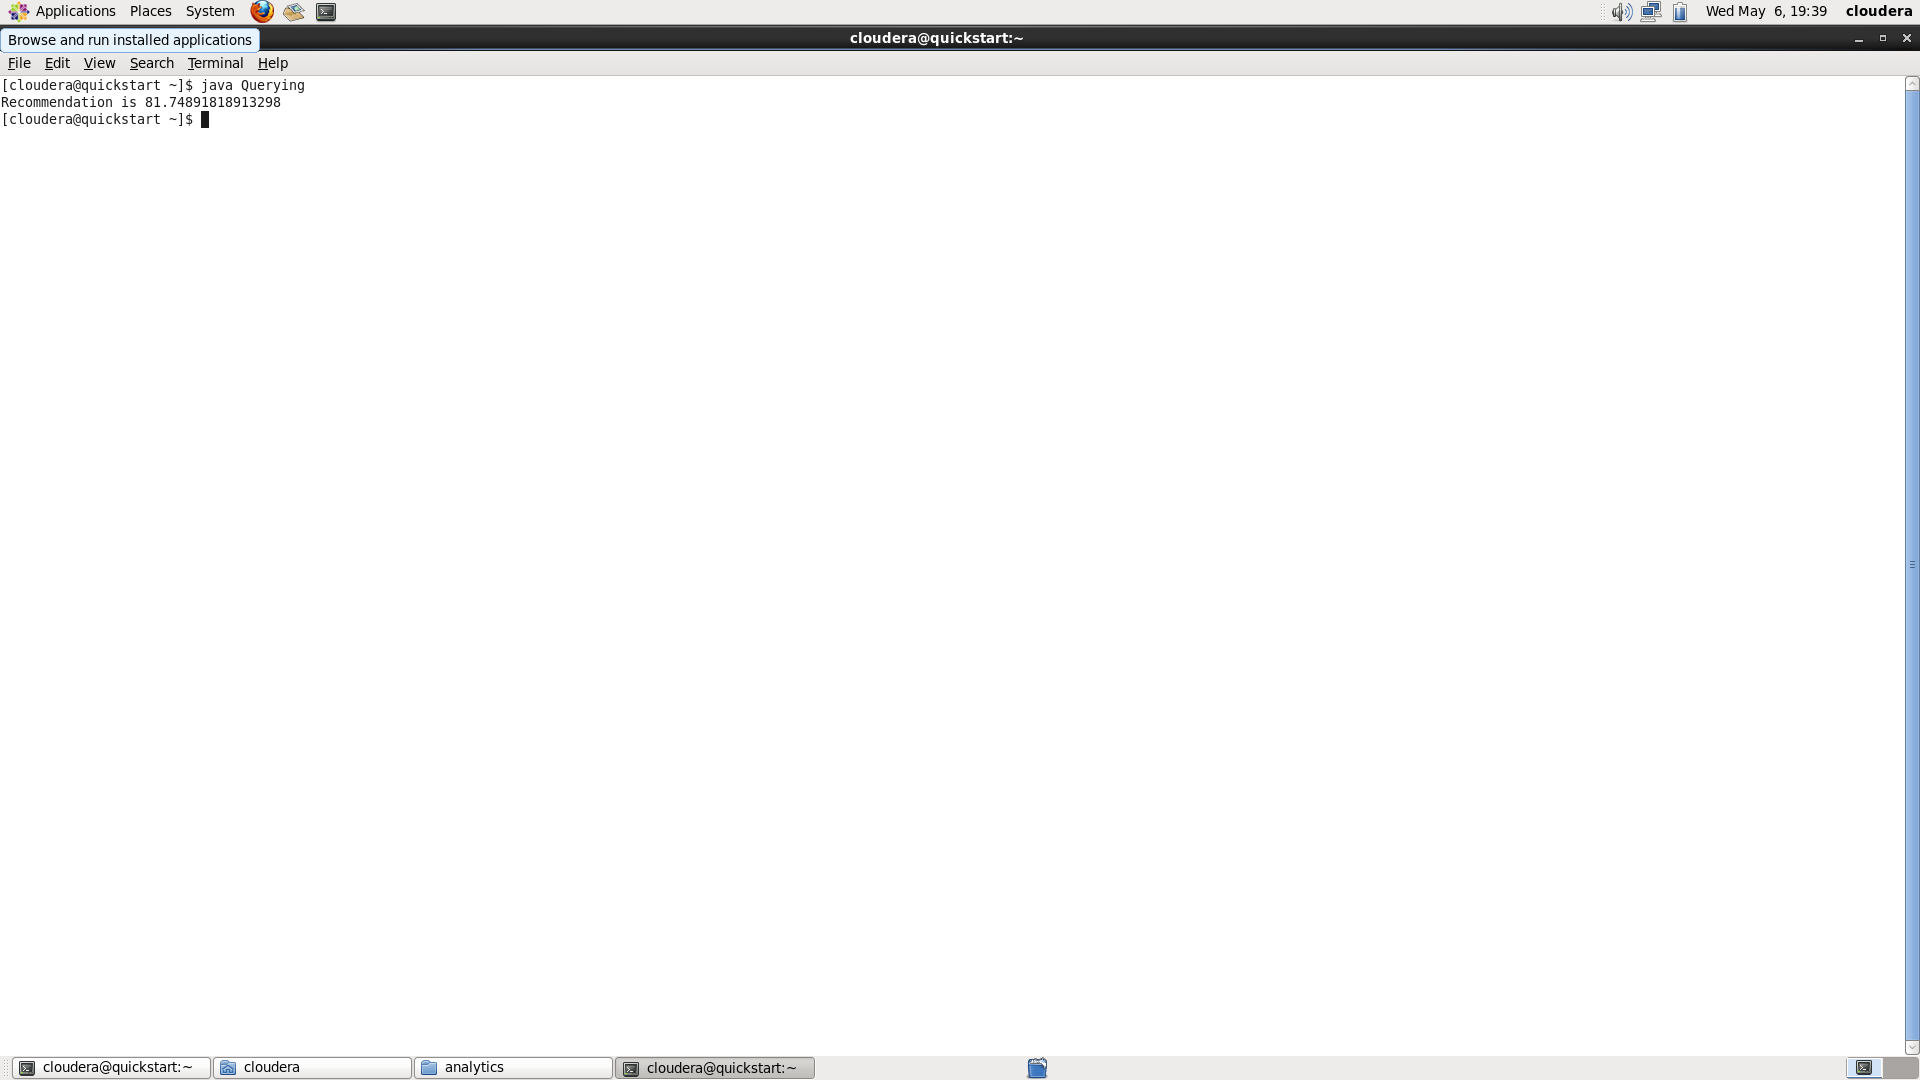 Applications Places System Wed May 6, 19:39 cloudera
Browse and run installed applications cloudera@quickstart:~
File Edit View Search Terminal Help
[cloudera@quickstart ~]$ java Querying
Recommendation is 81.74891818913298
[cloudera@quickstart ~]$
cloudera@quickstart:~ cloudera analytics cloudera@quickstart:~